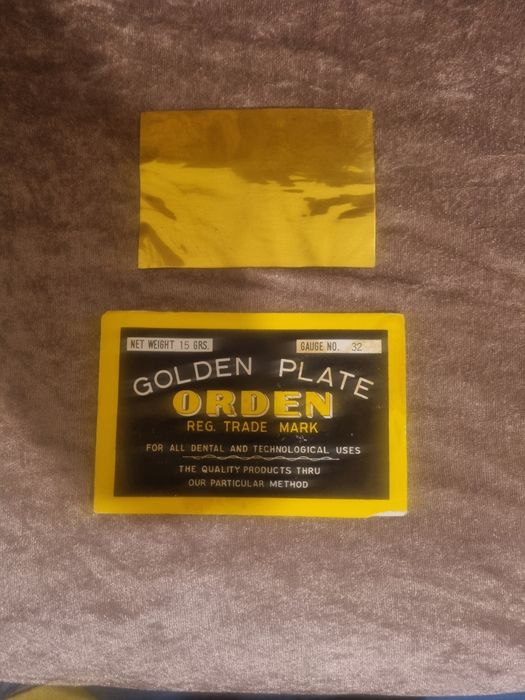 NET WEIGHT 15 GRS.
GAUGE NO. 32
GOLDEN PLATE
ORDEN
REG. TRADE MARK
FOR ALL DENTAL AND TECHNOLOGICAL USES
THE QUALITY PRODUCTS THRU
OUR PARTICULAR METHOD